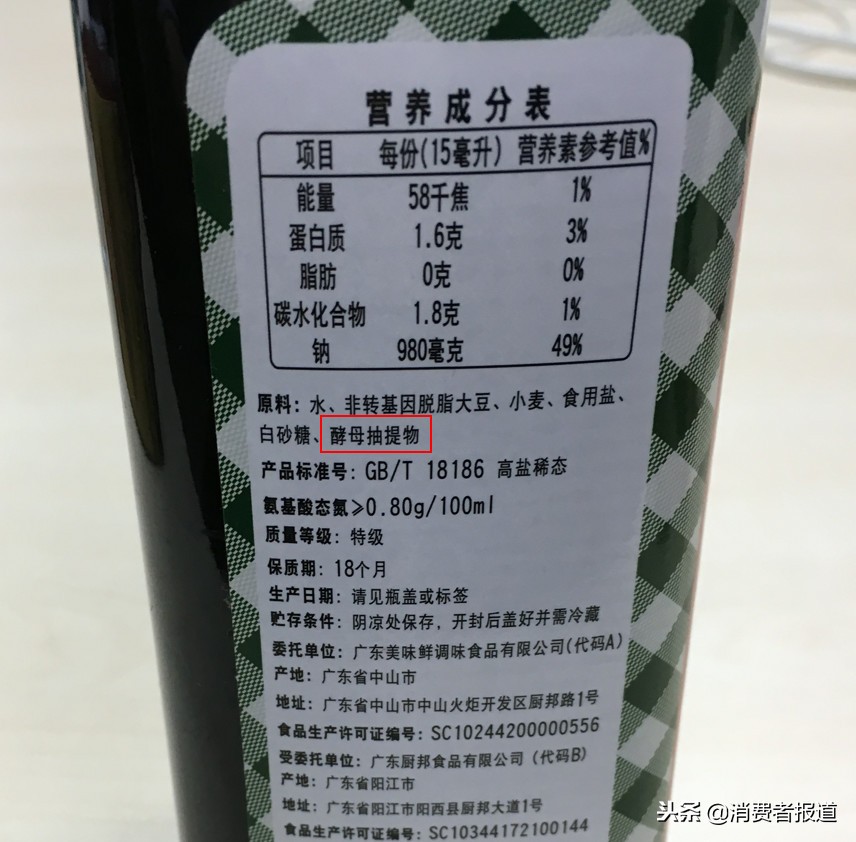 营养成分表
项目 每份(15毫升) 营养素参考值%
能量 58千焦 1%
蛋白质 1.6克 3%
脂肪 0克 0%
碳水化合物 1.8克 1%
钠 980毫克 49%
原料：水、非转基因脱脂大豆、小麦、食用盐、
白砂糖、酵母抽提物
产品标准号：GB/T 18186 高盐稀态
氨基酸态氮≥0.80g/100ml
质量等级：特级
保质期：18个月
生产日期：请见瓶盖或标签
贮存条件：阴凉处保存，开封后盖好并需冷藏
委托单位：广东美味鲜调味食品有限公司(代码A)
产地：广东省中山市
地址：广东省中山市中山火炬开发区厨邦路1号
食品生产许可证编号：SC10244200000556
受委托单位：广东厨邦食品有限公司（代码B)
产地：广东省阳江市
地址：广东省阳江市阳西县厨邦大道1号
食品生产许可证编号：SC10344172100144
头条 @消费者报道